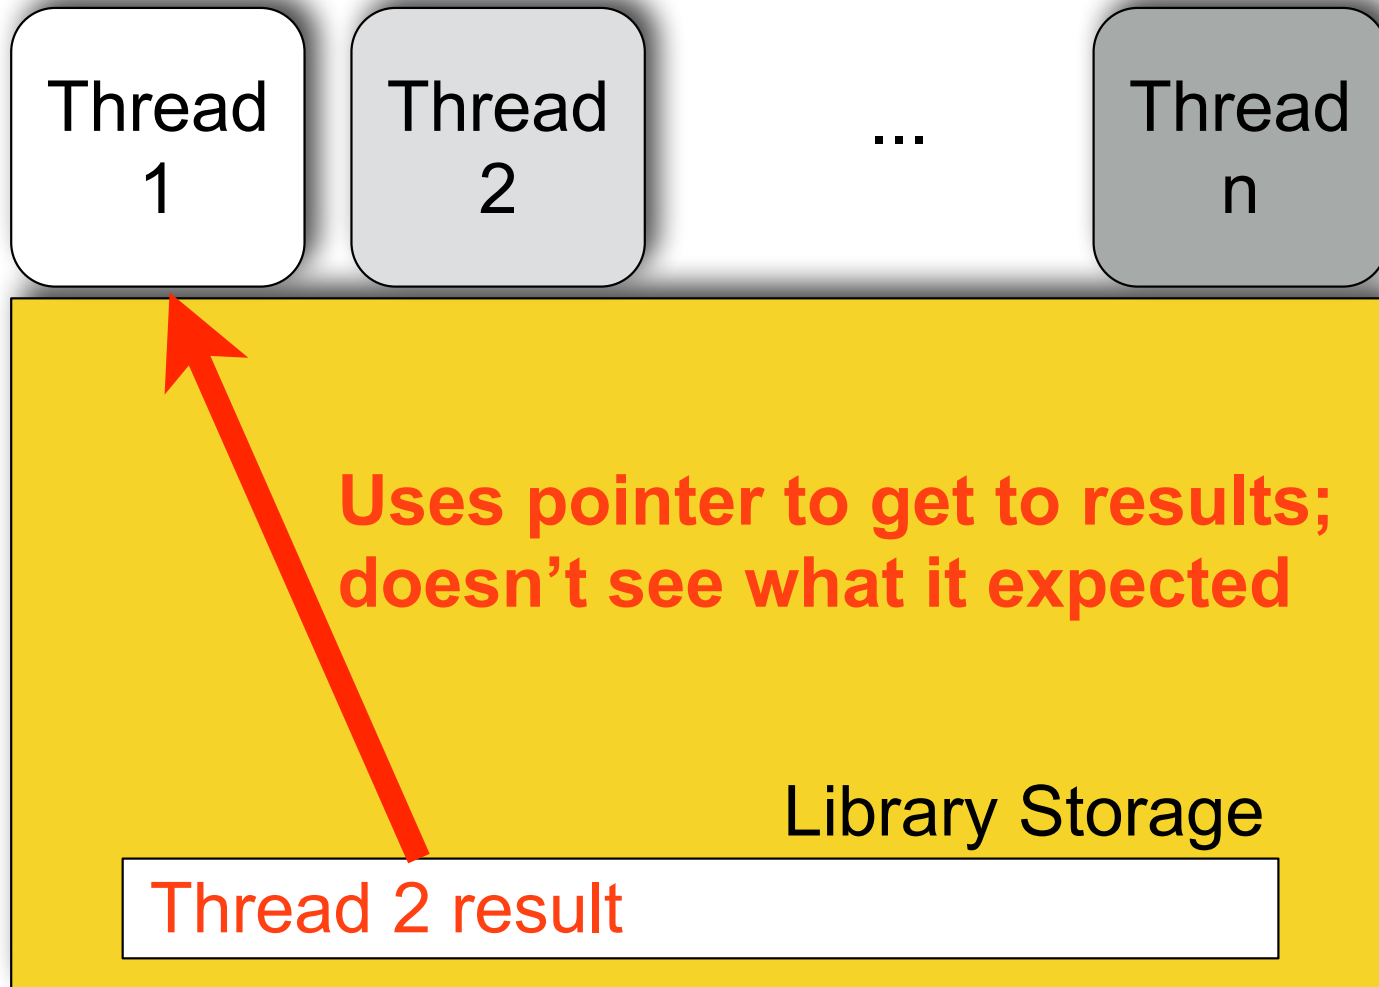 Thread
1
Thread
2
...
Thread
n
Uses pointer to get to results;
doesn’t see what it expected
Library Storage
Thread 2 result